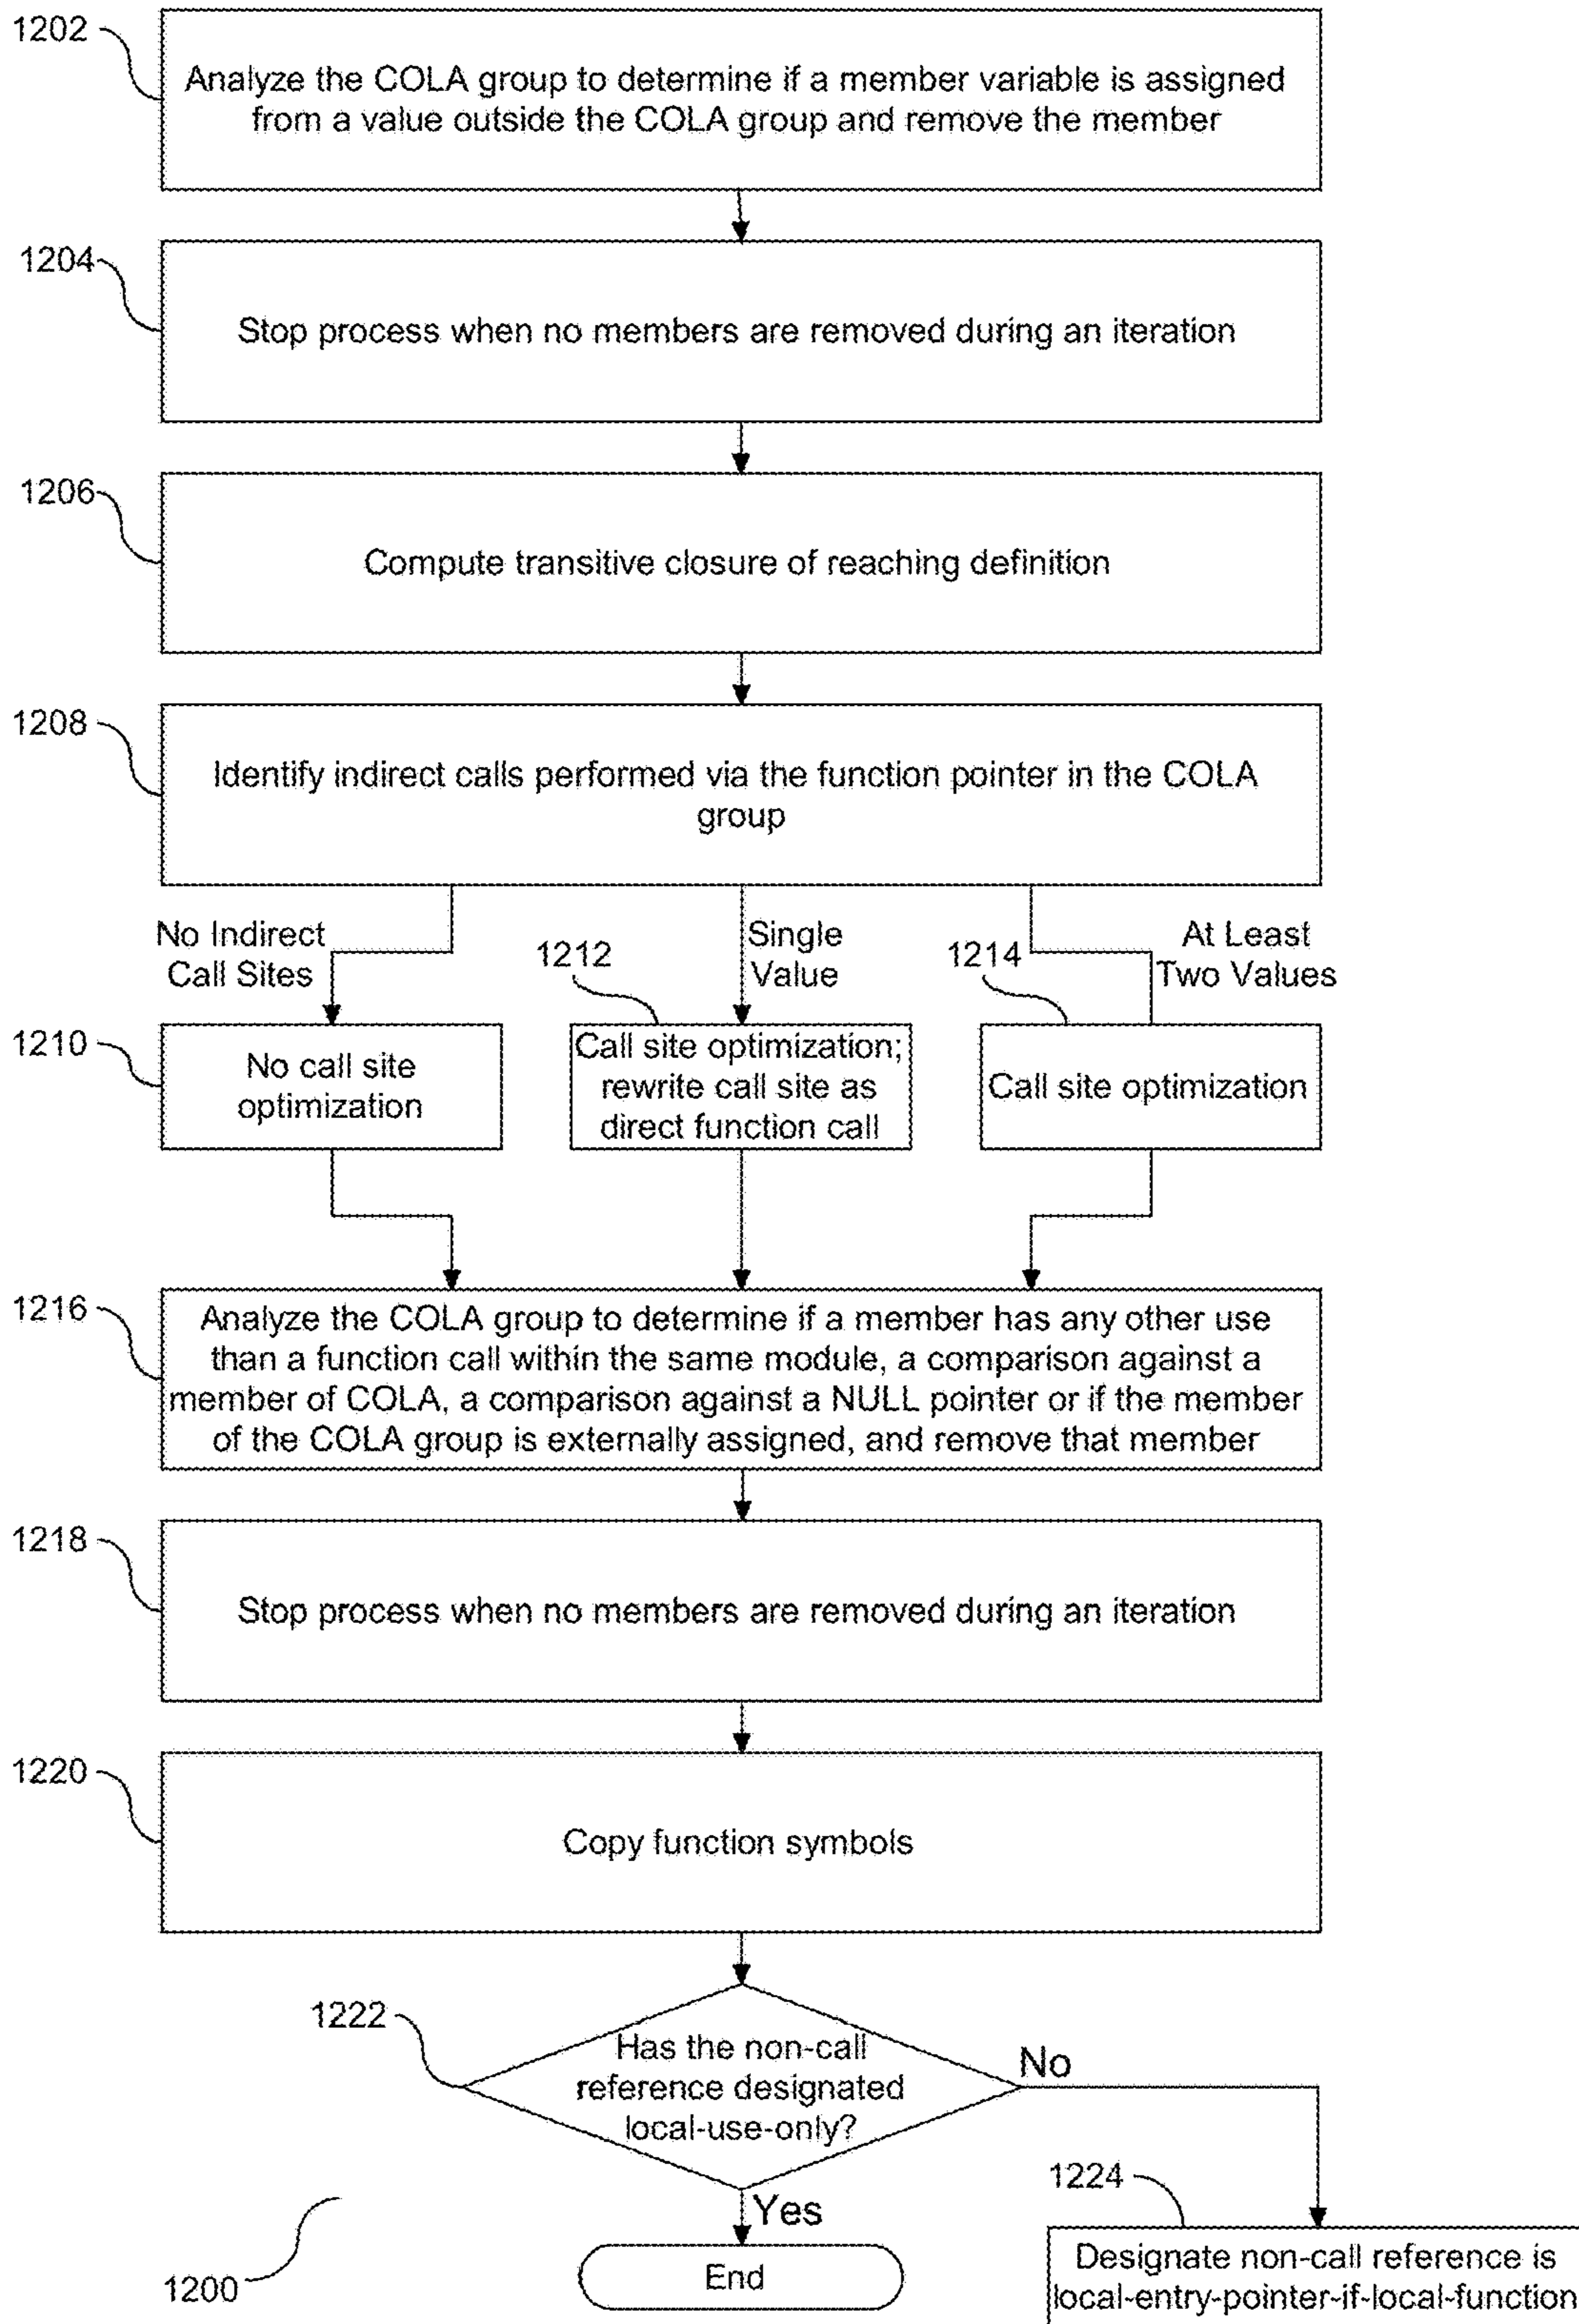 1202
Analyze the COLA group to determine if a member variable is assigned
from a value outside the COLA group and remove the member
1204
Stop process when no members are removed during an iteration
1206
Compute transitive closure of reaching definition
1208
Identify indirect calls performed via the function pointer in the COLA
group
No Indirect
Call Sites
1212
Single
Value
1214
At Least
Two Values
1210
No call site
optimization
Call site optimization;
rewrite call site as
direct function call
Call site optimization
1216
Analyze the COLA group to determine if a member has any other use
than a function call within the same module, a comparison against a
member of COLA, a comparison against a NULL pointer or if the member
of the COLA group is externally assigned, and remove that member
1218
Stop process when no members are removed during an iteration
1220
Copy function symbols
1222
Has the non-call
reference designated
local-use-only?
No
Yes
1224
End
Designate non-call reference is
local-entry-pointer-if-local-function
1200